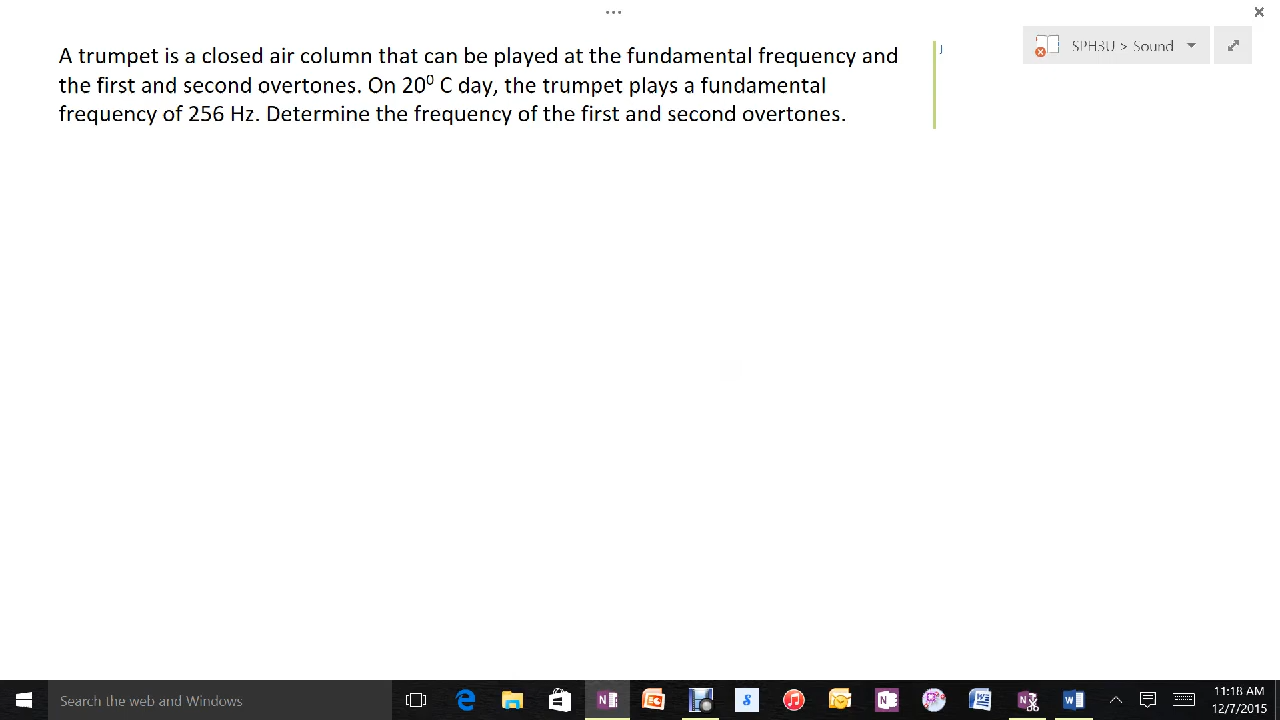 A trumpet is a closed air column that can be played at the fundamental frequency and
the first and second overtones. On 20⁰ C day, the trumpet plays a fundamental
frequency of 256 Hz. Determine the frequency of the first and second overtones.
SPH3U > Sound
Search the web and Windows
11:18 AM
12/7/2015